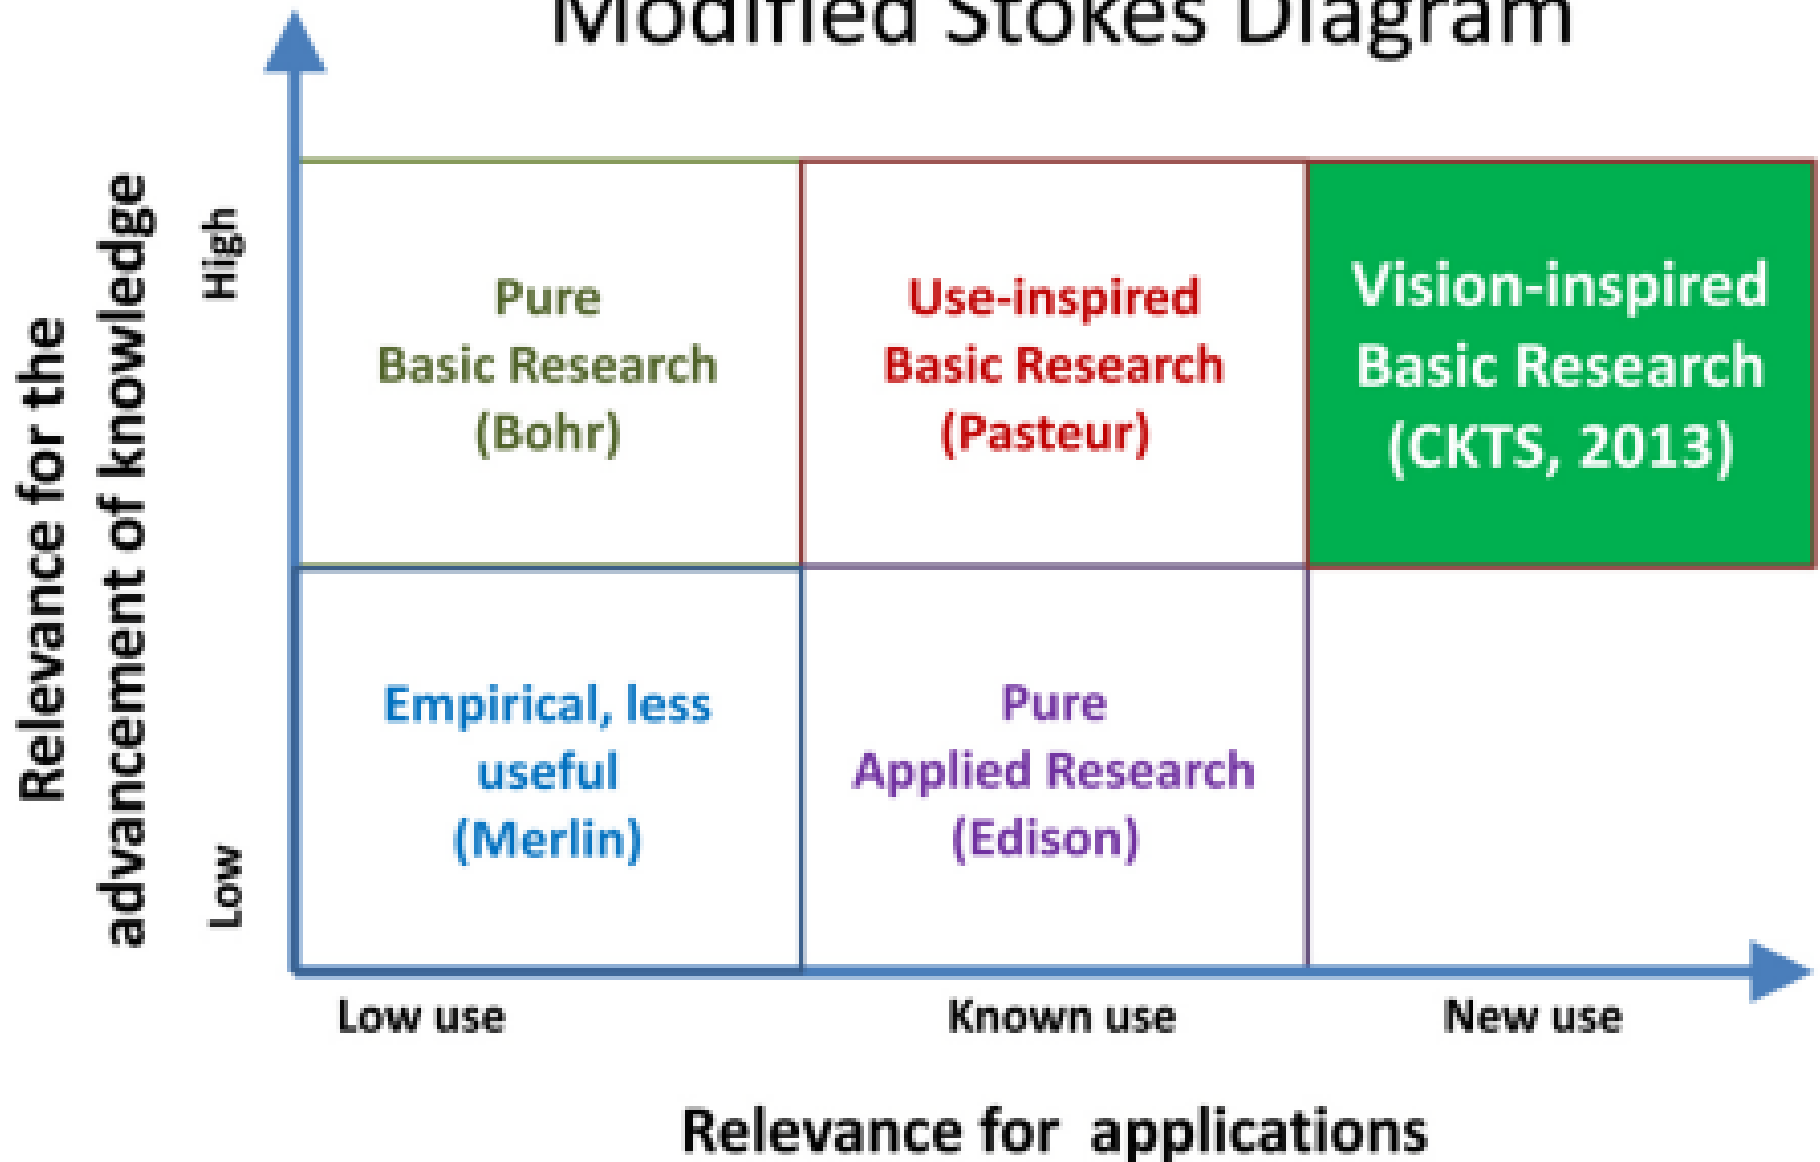 Modified Stokes Diagram
Relevance for the
advancement of knowledge
High
Low
Pure
Basic Research
(Bohr)
Use-inspired
Basic Research
(Pasteur)
Vision-inspired
Basic Research
(CKTS, 2013)
Empirical, less
useful
(Merlin)
Pure
Applied Research
(Edison)
Low use
Known use
New use
Relevance for applications